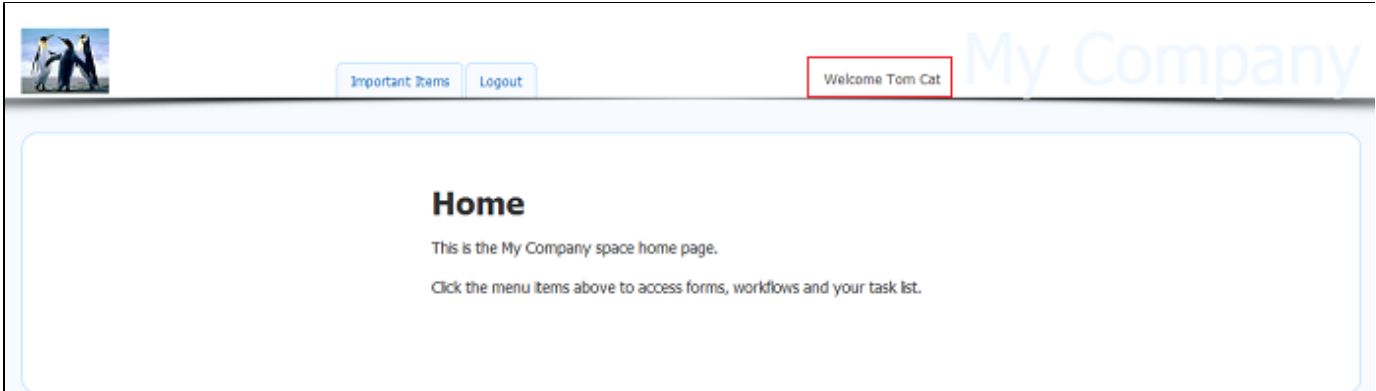 My Company
Important Items Logout Welcome Tom Cat
Home
This is the My Company space home page.
Click the menu items above to access forms, workflows and your task list.